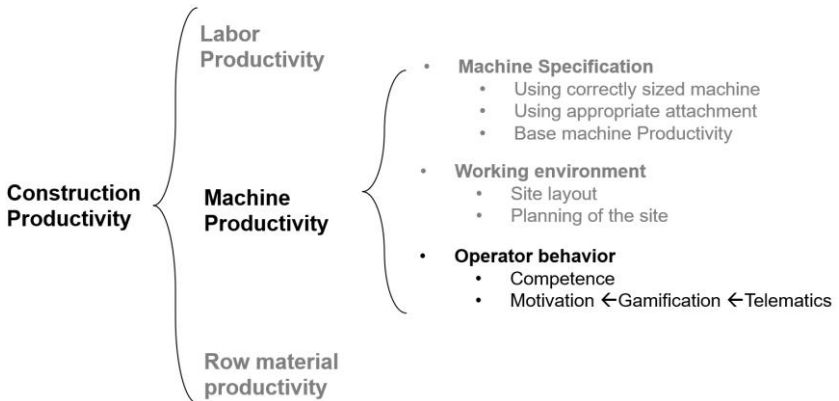 Labor
Productivity
• Machine Specification
• Using correctly sized machine
• Using appropriate attachment
• Base machine Productivity
• Working environment
• Site layout
• Planning of the site
Construction
Productivity
Machine
Productivity
• Operator behavior
• Competence
• Motivation ←Gamification ←Telematics
Row material
productivity